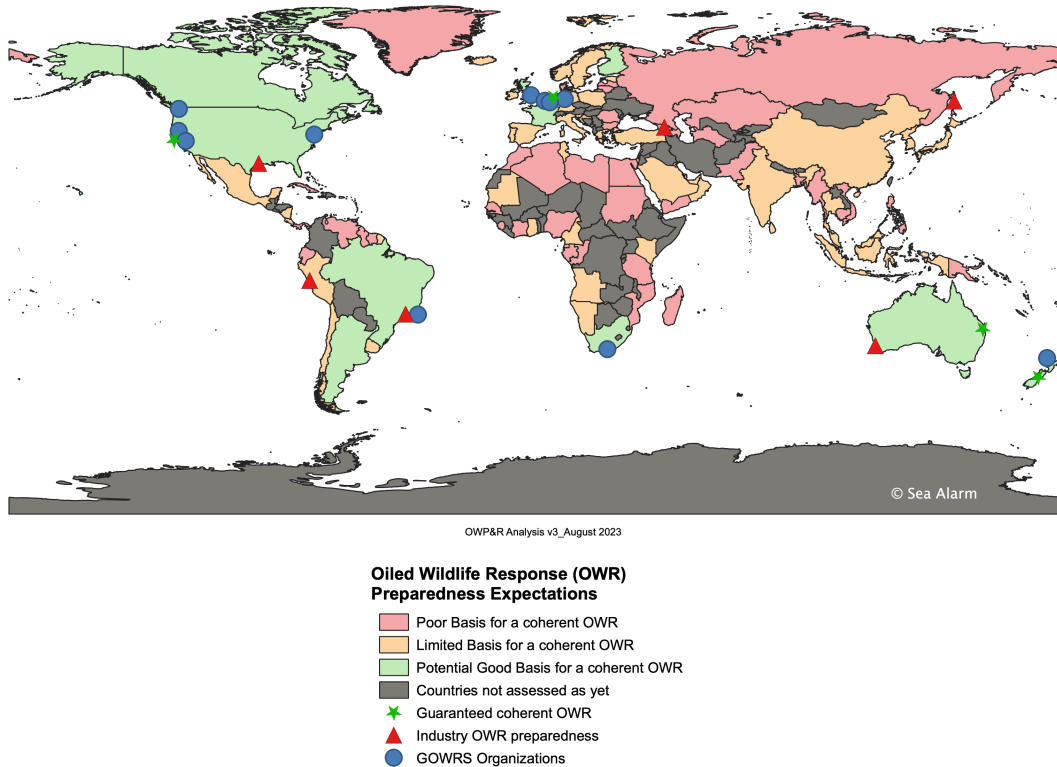 © Sea Alarm
OWP&R Analysis v3_August 2023
Oiled Wildlife Response (OWR)
Preparedness Expectations
Poor Basis for a coherent OWR
Limited Basis for a coherent OWR
Potential Good Basis for a coherent OWR
Countries not assessed as yet
Guaranteed coherent OWR
Industry OWR preparedness
GOWRS Organizations